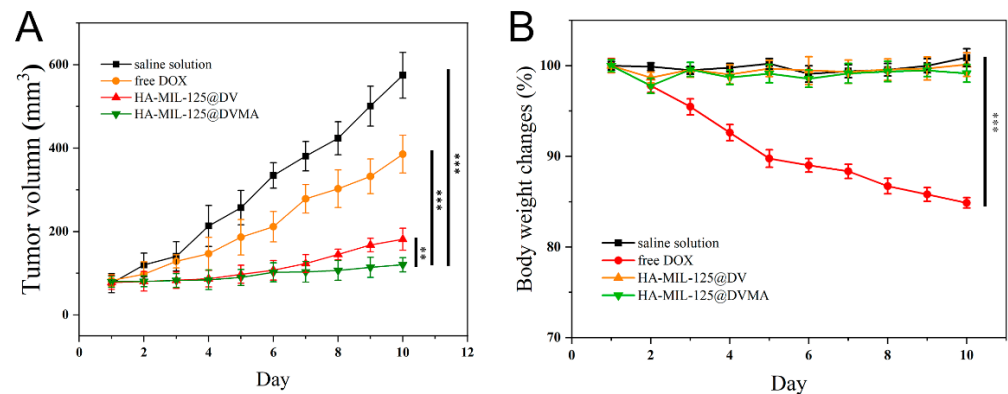 A
Tumor volumn (mm³)
600
400
200
0
saline solution
free DOX
HA-MIL-125@DV
HA-MIL-125@DVMA
**
***
***
0
2
4
6
8
10
12
Day
B
Body weight changes (%)
100
90
80
70
saline solution
free DOX
HA-MIL-125@DV
HA-MIL-125@DVMA
***
0
2
4
6
8
10
Day